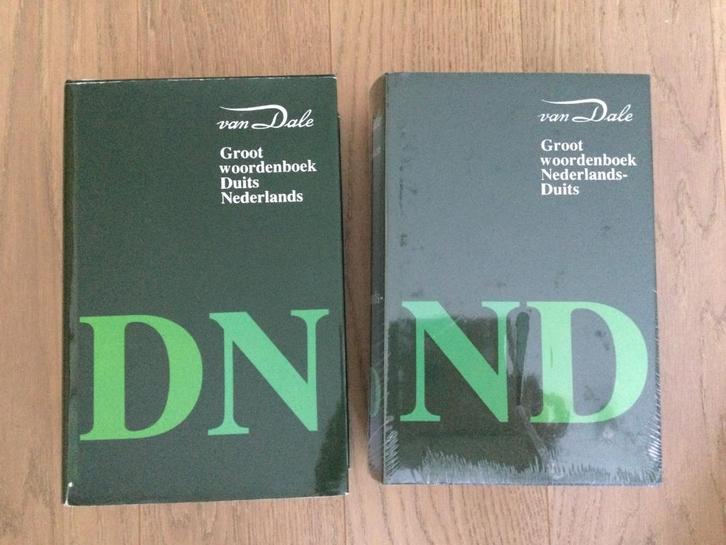 van Dale
Groot
woordenboek
Duits
Nederlands
DN
van Dale
Groot
woordenboek
Nederlands-
Duits
ND